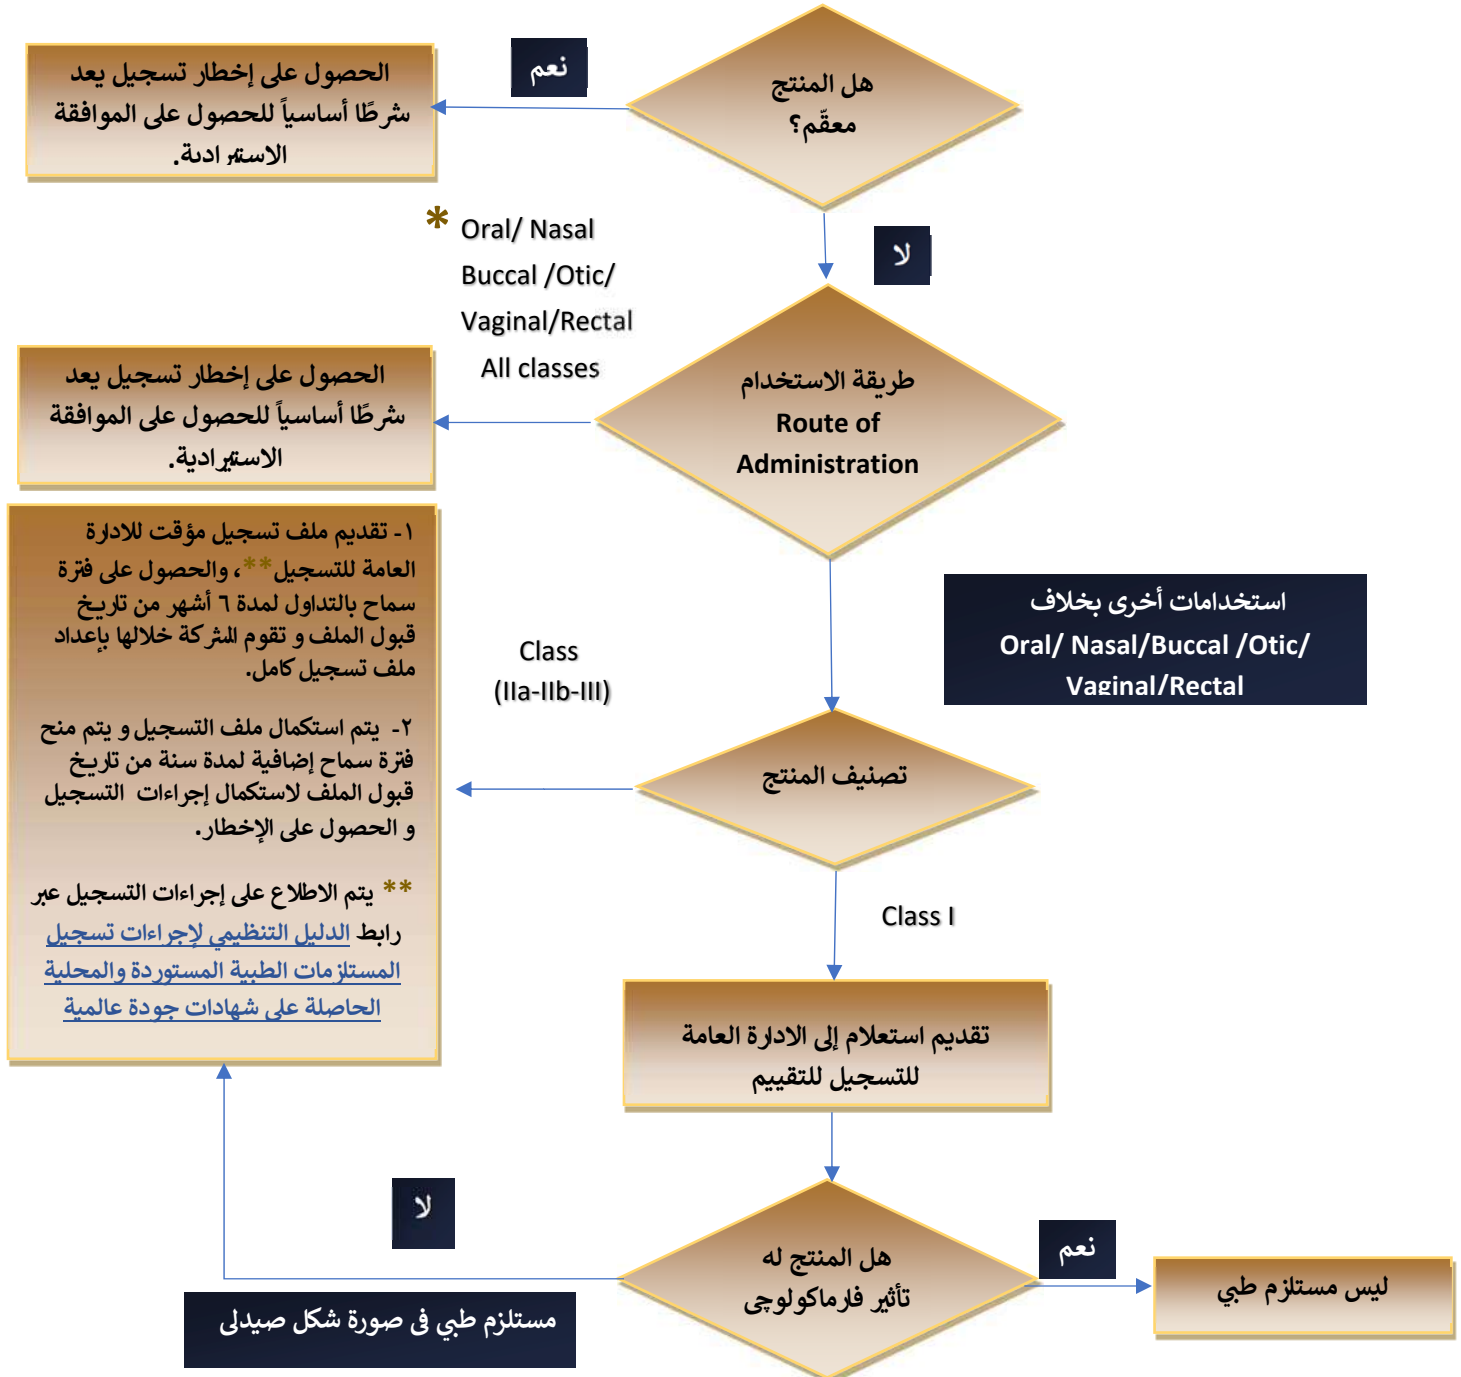 هل المنتج
معقّم؟
نعم
الحصول على إخطار تسجيل يعد
شرطًا أساسياً للحصول على الموافقة
الاستيرادية.
لا
* Oral/ Nasal
Buccal /Otic/
Vaginal/Rectal
All classes
طريقة الاستخدام
Route of
Administration
الحصول على إخطار تسجيل يعد
شرطًا أساسياً للحصول على الموافقة
الاستيرادية.
استخدامات أخرى بخلاف
Oral/ Nasal/Buccal /Otic/
Vaginal/Rectal
تصنيف المنتج
Class
(IIa-IIb-III)
١- تقديم ملف تسجيل مؤقت للادارة
العامة للتسجيل**، والحصول على فترة
سماح بالتداول لمدة ٦ أشهر من تاريخ
قبول الملف و تقوم الشركة خلالها بإعداد
ملف تسجيل كامل.
٢- يتم استكمال ملف التسجيل و يتم منح
فترة سماح إضافية لمدة سنة من تاريخ
قبول الملف لاستكمال إجراءات التسجيل
و الحصول على الإخطار.
** يتم الاطلاع على إجراءات التسجيل عبر
رابط الدليل التنظيمي لإجراءات تسجيل
المستلزمات الطبية المستوردة والمحلية
الحاصلة على شهادات جودة عالمية
Class I
تقديم استعلام إلى الادارة العامة
للتسجيل للتقييم
هل المنتج له
تأثير فارماكولوچى
نعم
ليس مستلزم طبي
لا
مستلزم طبي فى صورة شكل صيدلى